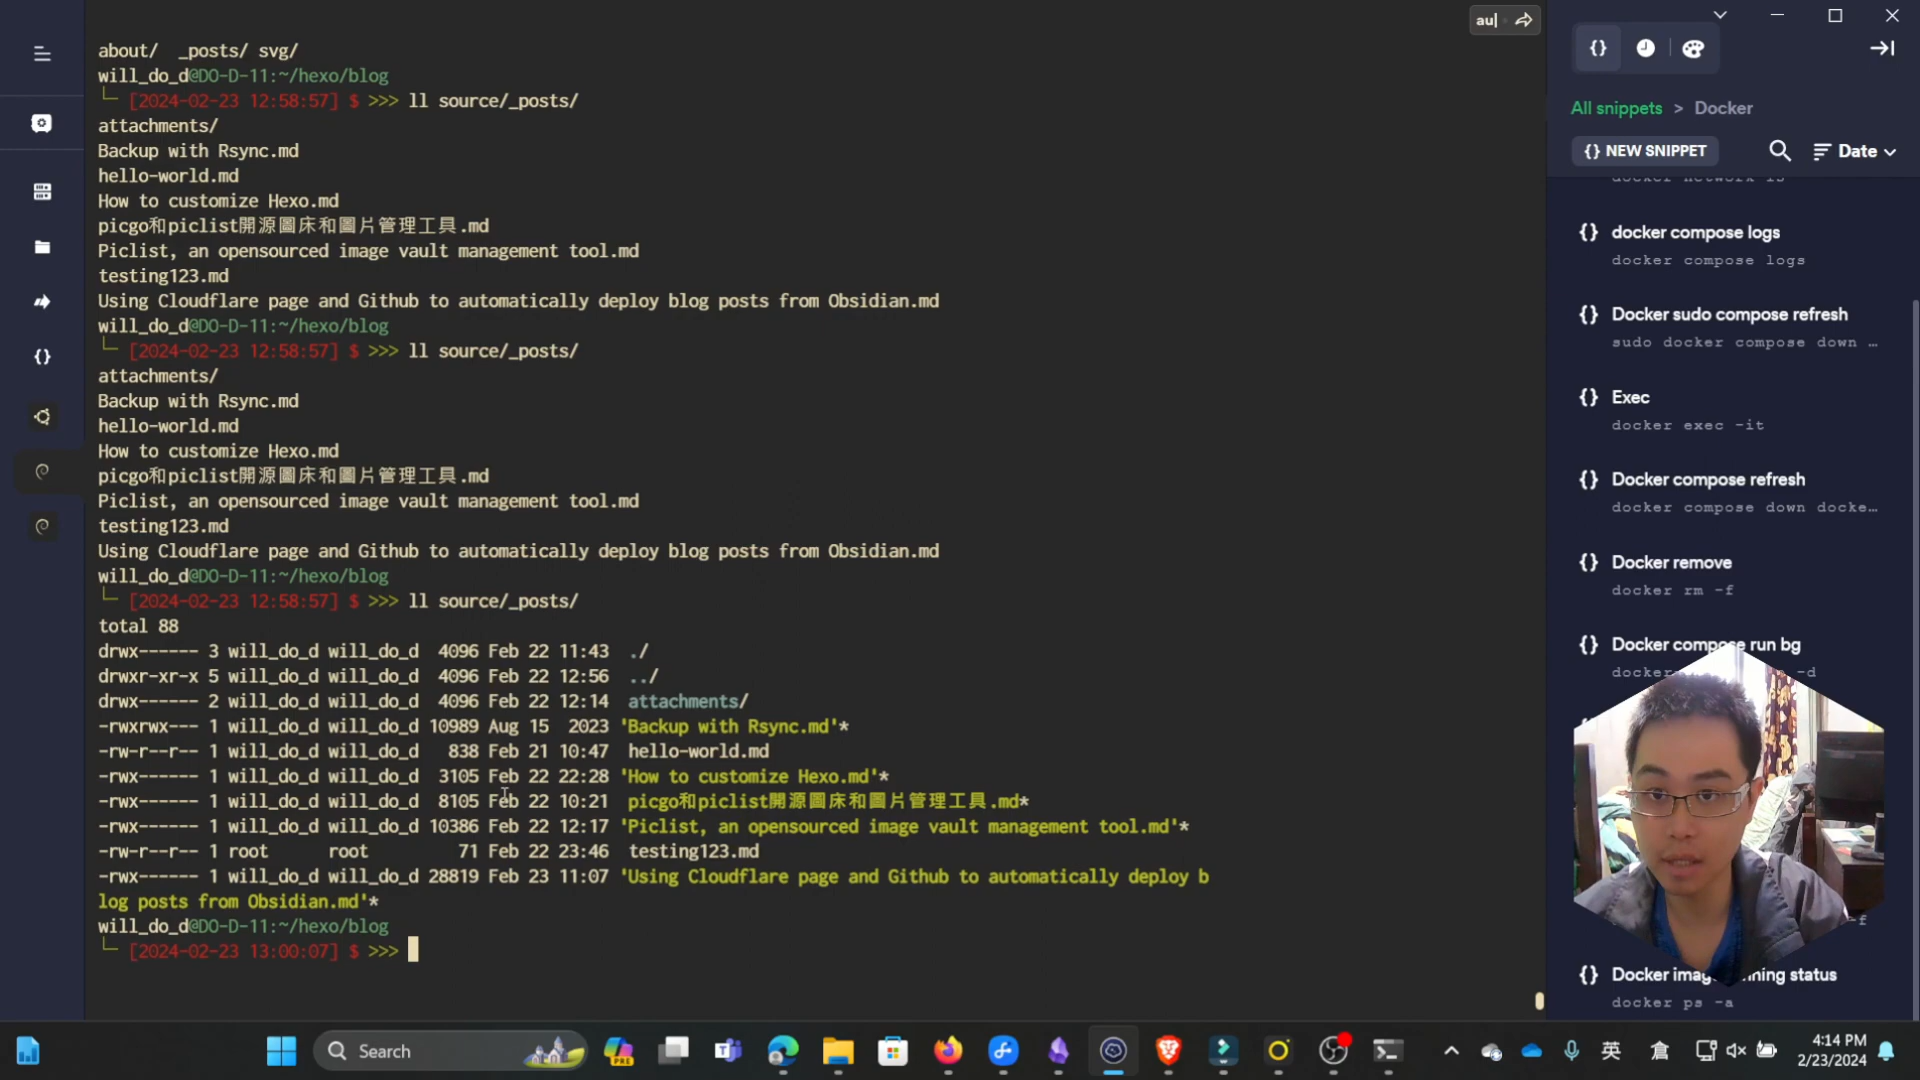 about/  _posts/ svg/
will_do_d@DO-D-11:~/hexo/blog
└─ [2024-02-23 12:58:57] $ >>> ll source/_posts/
attachments/
Backup with Rsync.md
hello-world.md
How to customize Hexo.md
picgo和piclist開源圖床和圖片管理工具.md
Piclist, an opensourced image vault management tool.md
testing123.md
Using Cloudflare page and Github to automatically deploy blog posts from Obsidian.md
will_do_d@DO-D-11:~/hexo/blog
└─ [2024-02-23 12:58:57] $ >>> ll source/_posts/
attachments/
Backup with Rsync.md
hello-world.md
How to customize Hexo.md
picgo和piclist開源圖床和圖片管理工具.md
Piclist, an opensourced image vault management tool.md
testing123.md
Using Cloudflare page and Github to automatically deploy blog posts from Obsidian.md
will_do_d@DO-D-11:~/hexo/blog
└─ [2024-02-23 12:58:57] $ >>> ll source/_posts/
total 88
drwx------ 3 will_do_d will_do_d  4096 Feb 22 11:43  ./
drwxr-xr-x 5 will_do_d will_do_d  4096 Feb 22 12:56  ../
drwx------ 2 will_do_d will_do_d  4096 Feb 22 12:14  attachments/
-rwxrwx--- 1 will_do_d will_do_d 10989 Aug 15  2023 'Backup with Rsync.md'*
-rw-r--r-- 1 will_do_d will_do_d   838 Feb 21 10:47  hello-world.md
-rwx------ 1 will_do_d will_do_d  3105 Feb 22 22:28 'How to customize Hexo.md'*
-rwx------ 1 will_do_d will_do_d  8105 Feb 22 10:21  picgo和piclist開源圖床和圖片管理工具.md*
-rwx------ 1 will_do_d will_do_d 10386 Feb 22 12:17 'Piclist, an opensourced image vault management tool.md'*
-rw-r--r-- 1 root      root         71 Feb 22 23:46  testing123.md
-rwx------ 1 will_do_d will_do_d 28819 Feb 23 11:07 'Using Cloudflare page and Github to automatically deploy b
log posts from Obsidian.md'*
will_do_d@DO-D-11:~/hexo/blog
└─ [2024-02-23 13:00:07] $ >>>
au|
All snippets > Docker
{} NEW SNIPPET
Date
docker network ls
{} docker compose logs
docker compose logs
{} Docker sudo compose refresh
sudo docker compose down …
{} Exec
docker exec -it
{} Docker compose refresh
docker compose down docke…
{} Docker remove
docker rm -f
{} Docker compose run bg
docker -d
-f
{} Docker status
docker ps -a
Search
PRE
英
倉
4:14 PM
2/23/2024